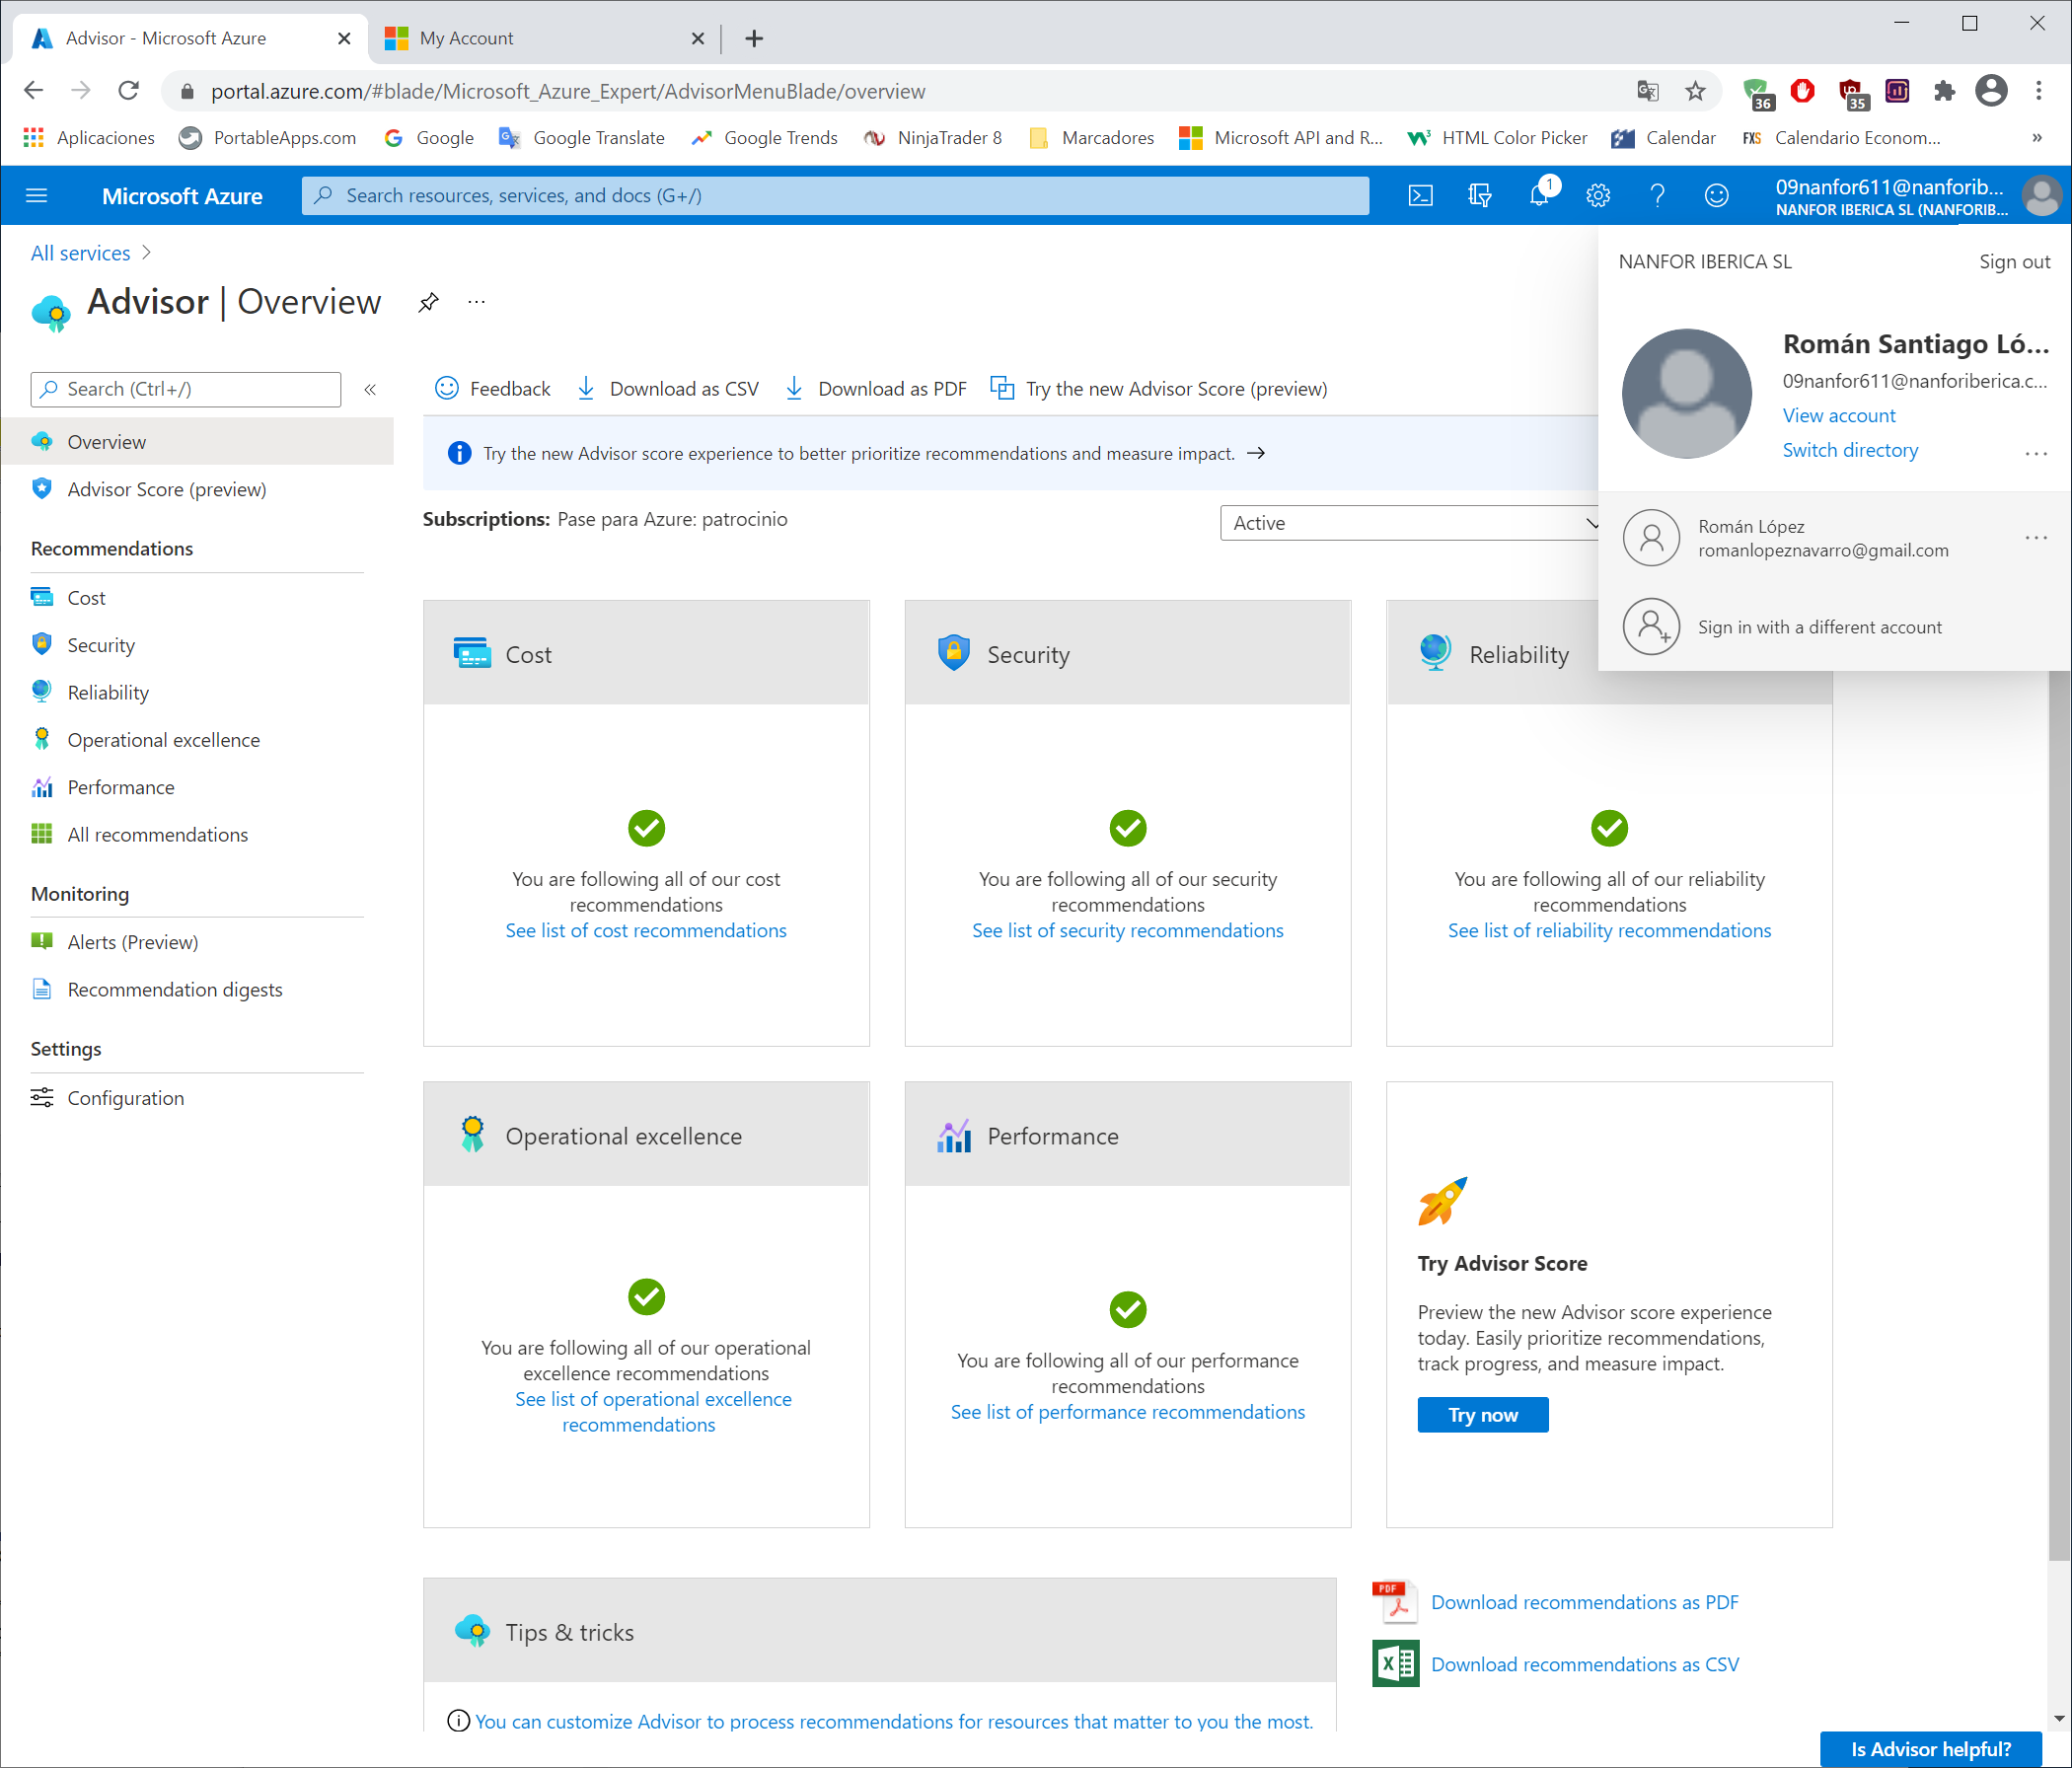 Advisor - Microsoft Azure
My Account
portal.azure.com/#blade/Microsoft_Azure_Expert/AdvisorMenuBlade/overview
36
35
Aplicaciones
PortableApps.com
Google
Google Translate
Google Trends
NinjaTrader 8
Marcadores
Microsoft API and R...
HTML Color Picker
Calendar
FXS
Calendario Econom...
»
Microsoft Azure
Search resources, services, and docs (G+/)
1
09nanfor611@nanforib...
NANFOR IBERICA SL (NANFORIB...
All services >
Advisor | Overview
...
NANFOR IBERICA SL
Sign out
Román Santiago Ló...
09nanfor611@nanforiberica.c...
View account
Switch directory
...
Román López
romanlopeznavarro@gmail.com
...
Sign in with a different account
Search (Ctrl+/)
«
Overview
Advisor Score (preview)
Recommendations
Cost
Security
Reliability
Operational excellence
Performance
All recommendations
Monitoring
Alerts (Preview)
Recommendation digests
Settings
Configuration
Feedback
Download as CSV
Download as PDF
Try the new Advisor Score (preview)
Try the new Advisor score experience to better prioritize recommendations and measure impact. →
Subscriptions: Pase para Azure: patrocinio
Active
Cost
You are following all of our cost
recommendations
See list of cost recommendations
Security
You are following all of our security
recommendations
See list of security recommendations
Reliability
You are following all of our reliability
recommendations
See list of reliability recommendations
Operational excellence
You are following all of our operational
excellence recommendations
See list of operational excellence
recommendations
Performance
You are following all of our performance
recommendations
See list of performance recommendations
Try Advisor Score
Preview the new Advisor score experience
today. Easily prioritize recommendations,
track progress, and measure impact.
Try now
Tips & tricks
You can customize Advisor to process recommendations for resources that matter to you the most.
PDF
Download recommendations as PDF
Download recommendations as CSV
Is Advisor helpful?